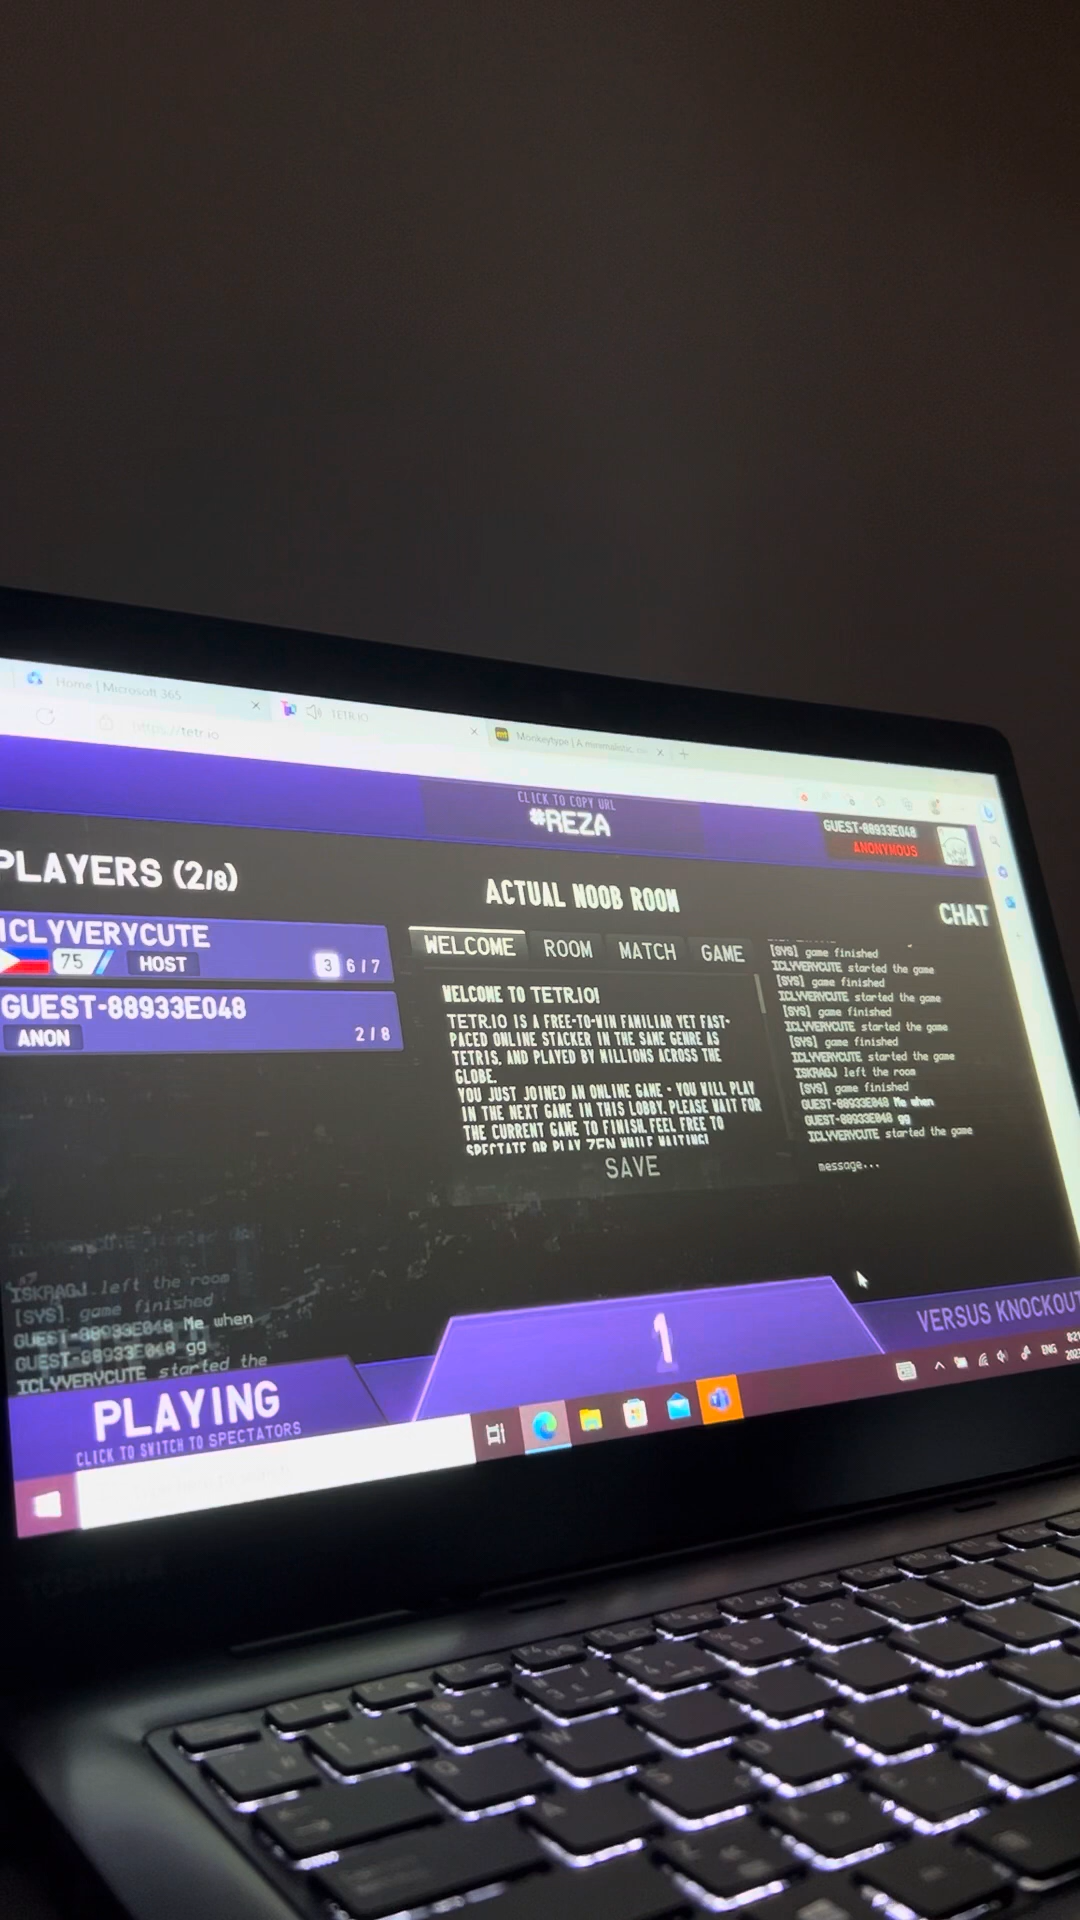 Home | Microsoft 365
TETR.IO
Monkeytype | A minimalistic,
https://tetr.io
CLICK TO COPY URL
#REZA
GUEST-88933E048
ANONYMOUS
PLAYERS (2/8)
ICLYVERYCUTE
75
HOST
3 6/7
GUEST-88933E048
ANON
2/8
ACTUAL NOOB ROOM
WELCOME
ROOM
MATCH
GAME
WELCOME TO TETR.IO!
TETR.IO IS A FREE-TO-WIN FAMILIAR YET FAST-
PACED ONLINE STACKER IN THE SAME GENRE AS
TETRIS, AND PLAYED BY MILLIONS ACROSS THE
GLOBE.
YOU JUST JOINED AN ONLINE GAME - YOU WILL PLAY
IN THE NEXT GAME IN THIS LOBBY. PLEASE WAIT FOR
THE CURRENT GAME TO FINISH. FEEL FREE TO
SPECTATE OR PLAY ZEN WHILE WAITING!
SAVE
CHAT
[SYS] game finished
ICLYVERYCUTE started the game
[SYS] game finished
ICLYVERYCUTE started the game
[SYS] game finished
ICLYVERYCUTE started the game
[SYS] game finished
ICLYVERYCUTE started the game
ISKRAGJ left the room
[SYS] game finished
GUEST-88933E048 Me when
GUEST-88933E048 gg
ICLYVERYCUTE started the game
message...
ISKRAGJ left the room
[SYS] game finished
GUEST-88933E048 Me when
GUEST-88933E048 gg
ICLYVERYCUTE started the
PLAYING
CLICK TO SWITCH TO SPECTATORS
1
VERSUS KNOCKOUT
ENG